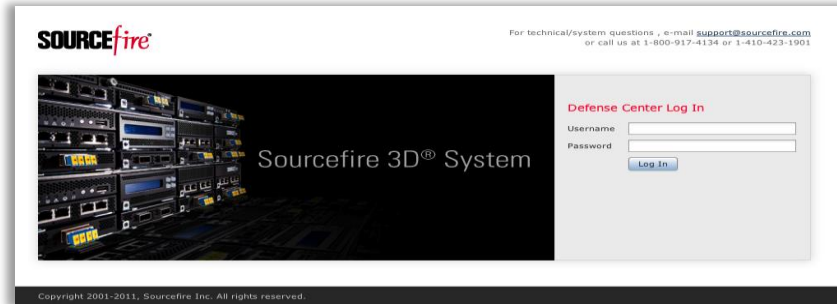 SOURCEfire®
For technical/system questions , e-mail support@sourcefire.com
or call us at 1-800-917-4134 or 1-410-423-1901
Sourcefire 3D® System
Defense Center Log In
Username
Password
Log In
Copyright 2001-2011, Sourcefire Inc. All rights reserved.